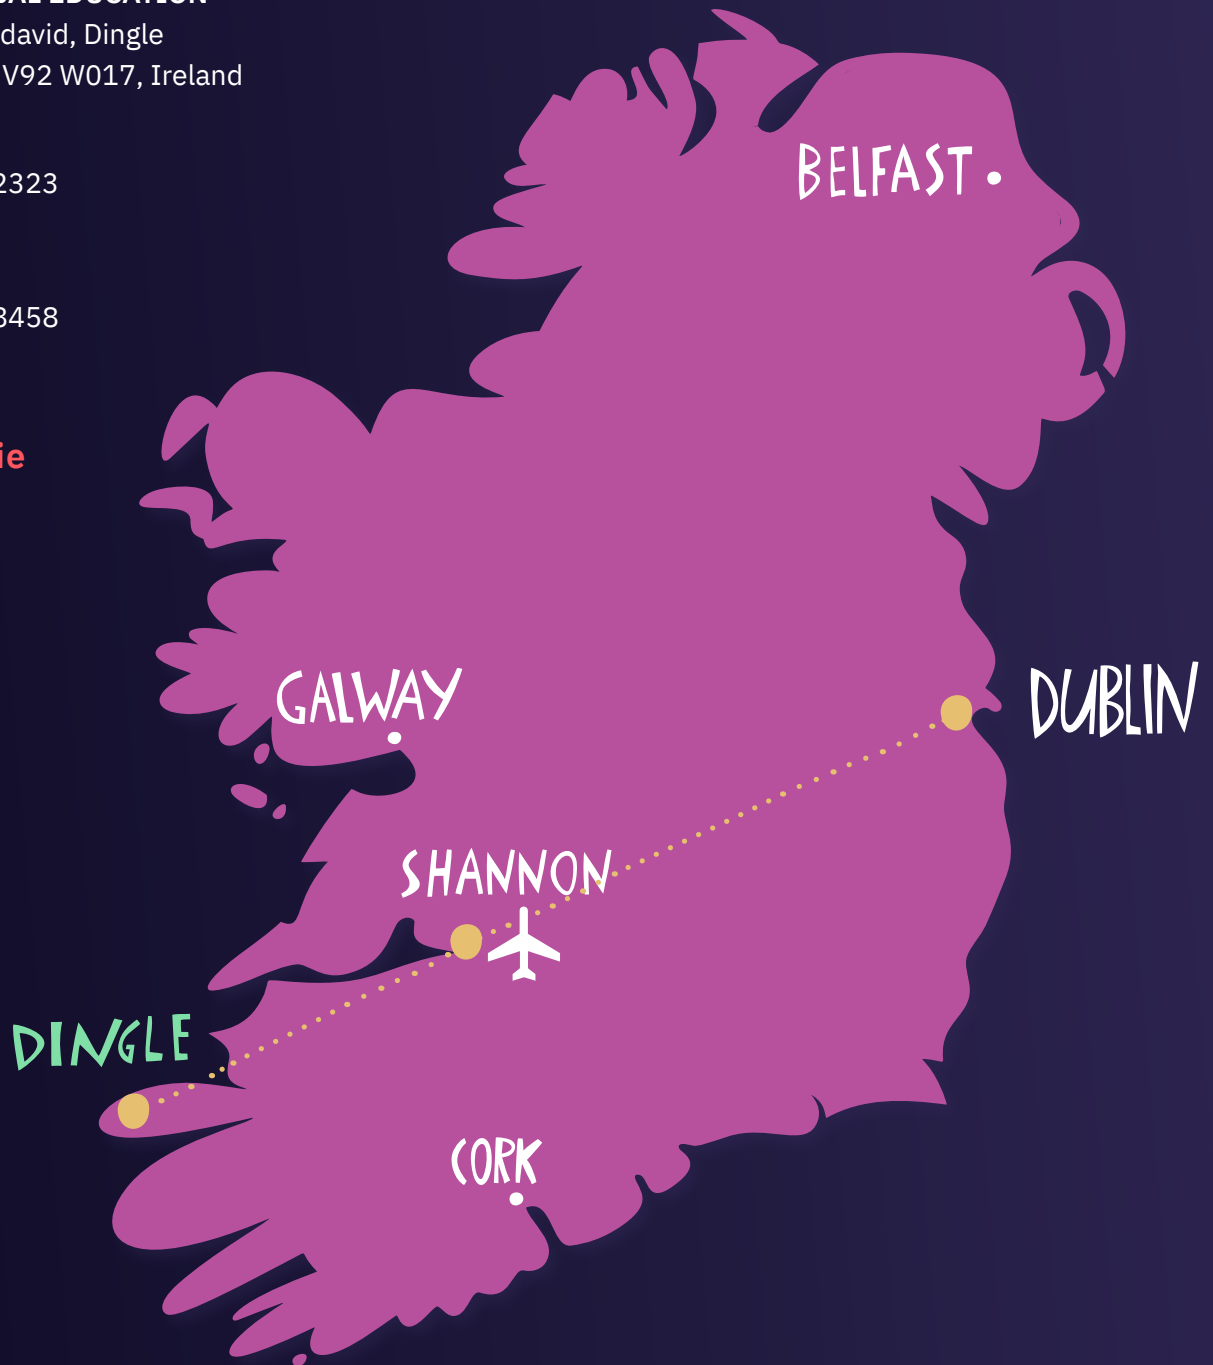 david, Dingle
V92 W017, Ireland
2323
3458
ie
BELFAST
GALWAY
DUBLIN
SHANNON
DINGLE
CORK